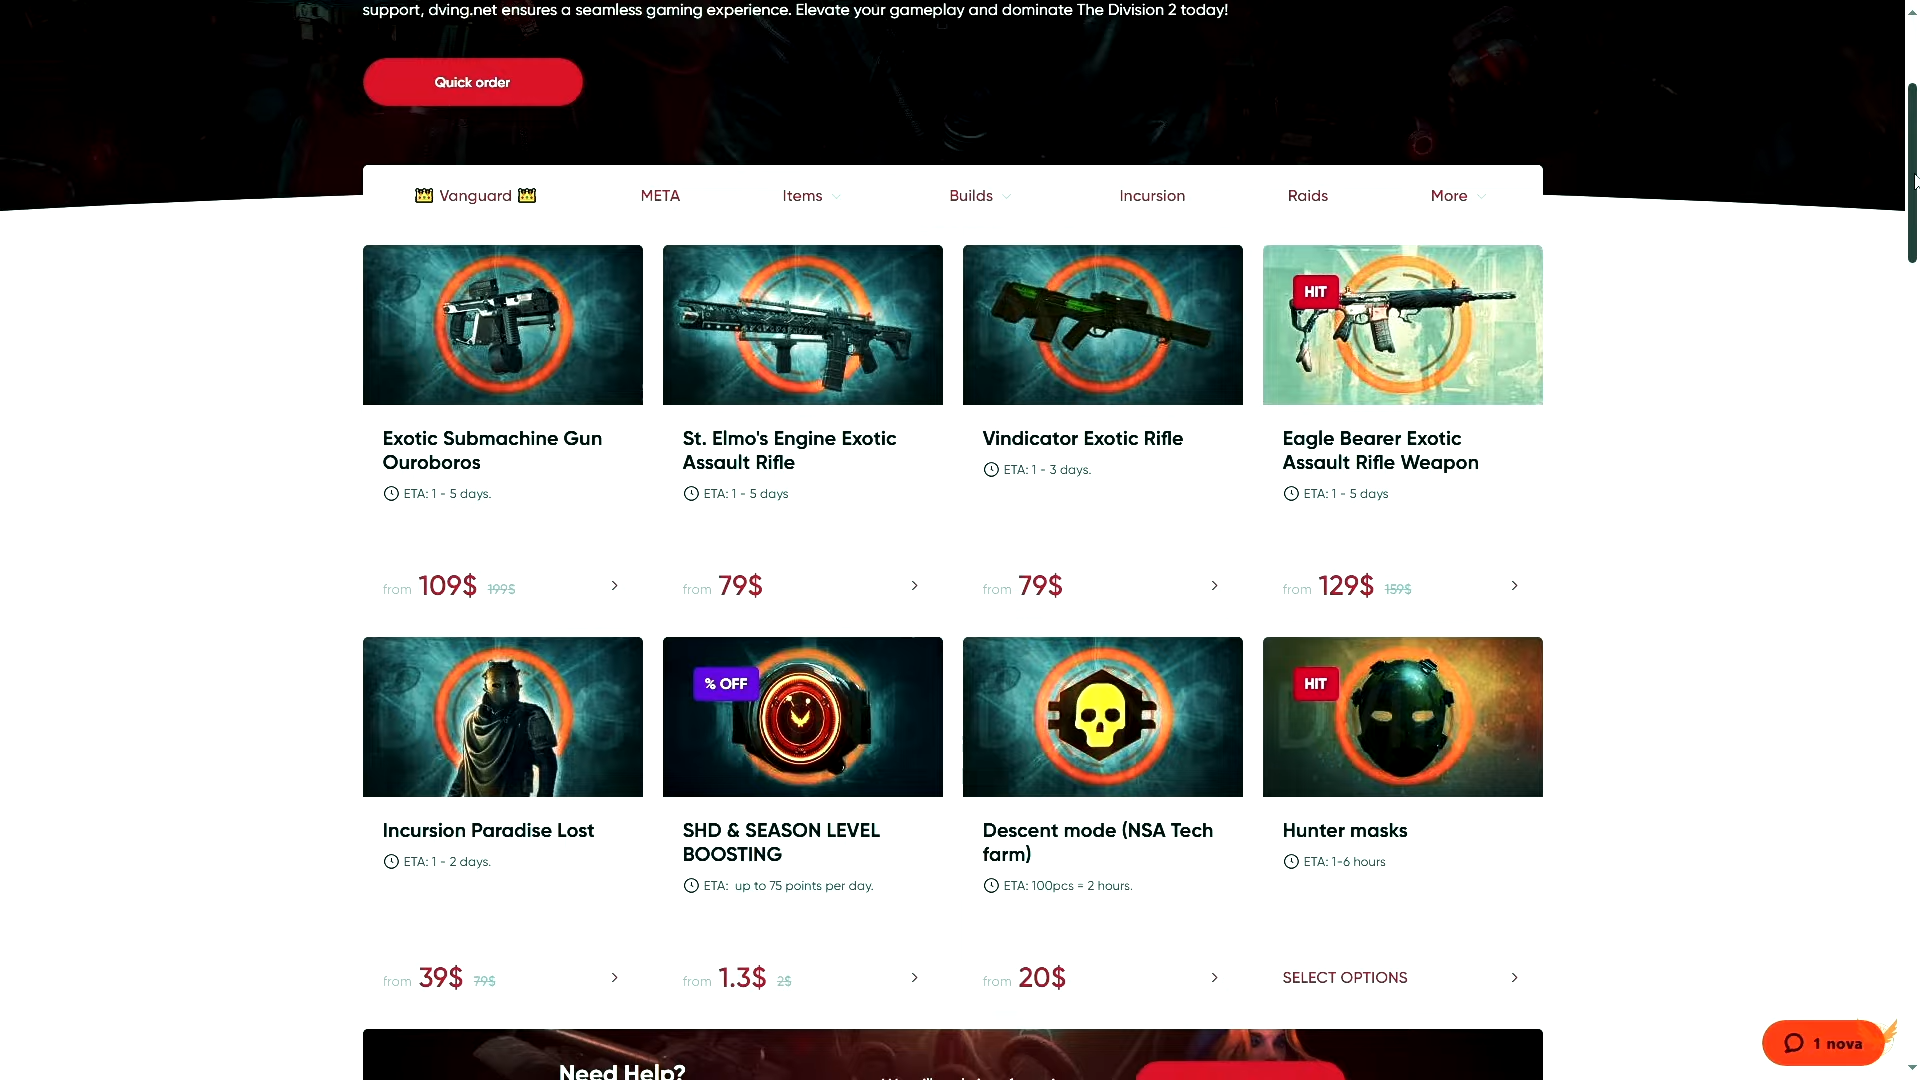 support, dving.net ensures a seamless gaming experience. Elevate your gameplay and dominate The Division 2 today!
Quick order
Vanguard META Items Builds Incursion Raids More
HIT
Exotic Submachine Gun
Ouroboros
ETA: 1 - 5 days.
from 109$ 199$
St. Elmo's Engine Exotic
Assault Rifle
ETA: 1 - 5 days
from 79$
Vindicator Exotic Rifle
ETA: 1 - 3 days.
from 79$
Eagle Bearer Exotic
Assault Rifle Weapon
ETA: 1 - 5 days
from 129$ 159$
Incursion Paradise Lost
ETA: 1 - 2 days.
from 39$ 79$
% OFF
SHD & SEASON LEVEL
BOOSTING
ETA: up to 75 points per day.
from 1.3$ 2$
Descent mode (NSA Tech
farm)
ETA: 100pcs = 2 hours.
from 20$
HIT
Hunter masks
ETA: 1-6 hours
SELECT OPTIONS
Need Help?
1 nova